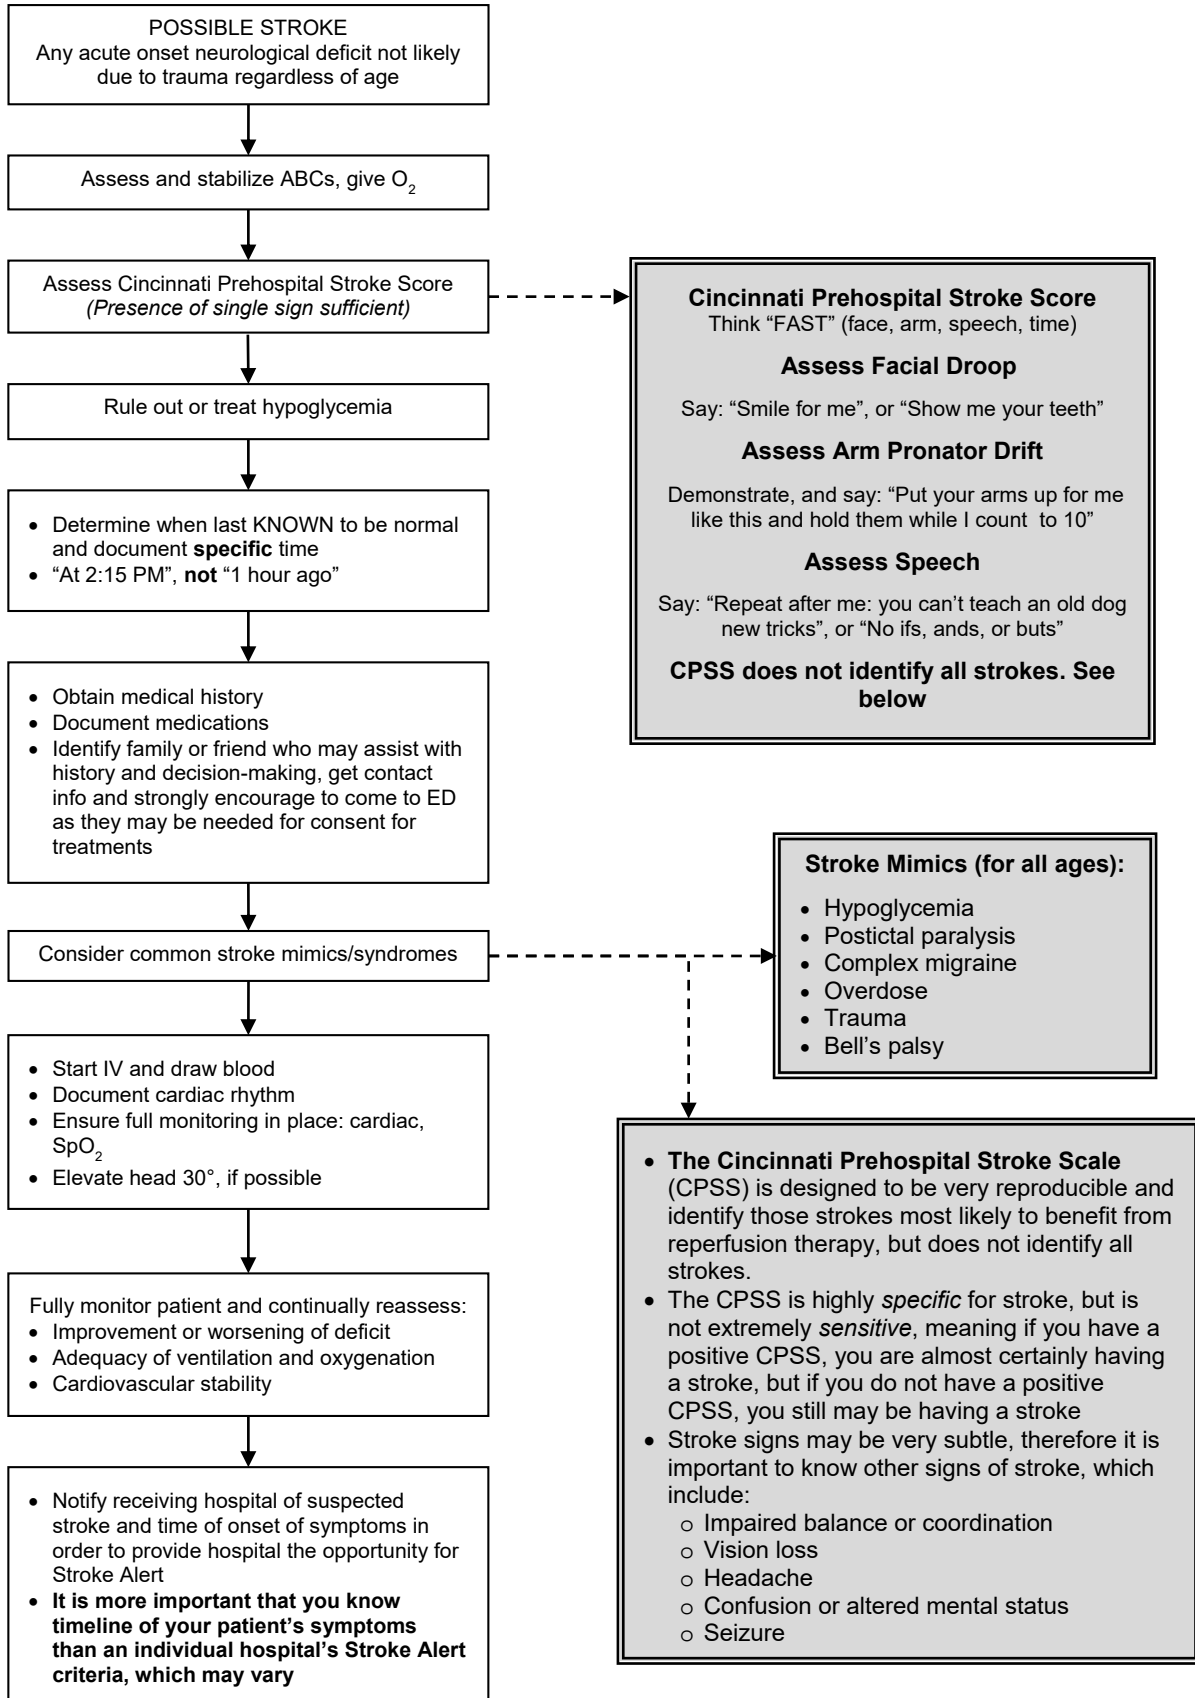 POSSIBLE STROKE
Any acute onset neurological deficit not likely
due to trauma regardless of age
Assess and stabilize ABCs, give O2
Assess Cincinnati Prehospital Stroke Score
(Presence of single sign sufficient)
Rule out or treat hypoglycemia
• Determine when last KNOWN to be normal
and document specific time
• “At 2:15 PM”, not “1 hour ago”
• Obtain medical history
• Document medications
• Identify family or friend who may assist with
history and decision-making, get contact
info and strongly encourage to come to ED
as they may be needed for consent for
treatments
Consider common stroke mimics/syndromes
• Start IV and draw blood
• Document cardiac rhythm
• Ensure full monitoring in place: cardiac,
SpO2
• Elevate head 30°, if possible
Fully monitor patient and continually reassess:
• Improvement or worsening of deficit
• Adequacy of ventilation and oxygenation
• Cardiovascular stability
• Notify receiving hospital of suspected
stroke and time of onset of symptoms in
order to provide hospital the opportunity for
Stroke Alert
• It is more important that you know
timeline of your patient’s symptoms
than an individual hospital’s Stroke Alert
criteria, which may vary
Cincinnati Prehospital Stroke Score
Think “FAST” (face, arm, speech, time)
Assess Facial Droop
Say: “Smile for me”, or “Show me your teeth”
Assess Arm Pronator Drift
Demonstrate, and say: “Put your arms up for me
like this and hold them while I count to 10”
Assess Speech
Say: “Repeat after me: you can’t teach an old dog
new tricks”, or “No ifs, ands, or buts”
CPSS does not identify all strokes. See
below
Stroke Mimics (for all ages):
• Hypoglycemia
• Postictal paralysis
• Complex migraine
• Overdose
• Trauma
• Bell’s palsy
• The Cincinnati Prehospital Stroke Scale
(CPSS) is designed to be very reproducible and
identify those strokes most likely to benefit from
reperfusion therapy, but does not identify all
strokes.
• The CPSS is highly specific for stroke, but is
not extremely sensitive, meaning if you have a
positive CPSS, you are almost certainly having
a stroke, but if you do not have a positive
CPSS, you still may be having a stroke
• Stroke signs may be very subtle, therefore it is
important to know other signs of stroke, which
include:
o Impaired balance or coordination
o Vision loss
o Headache
o Confusion or altered mental status
o Seizure